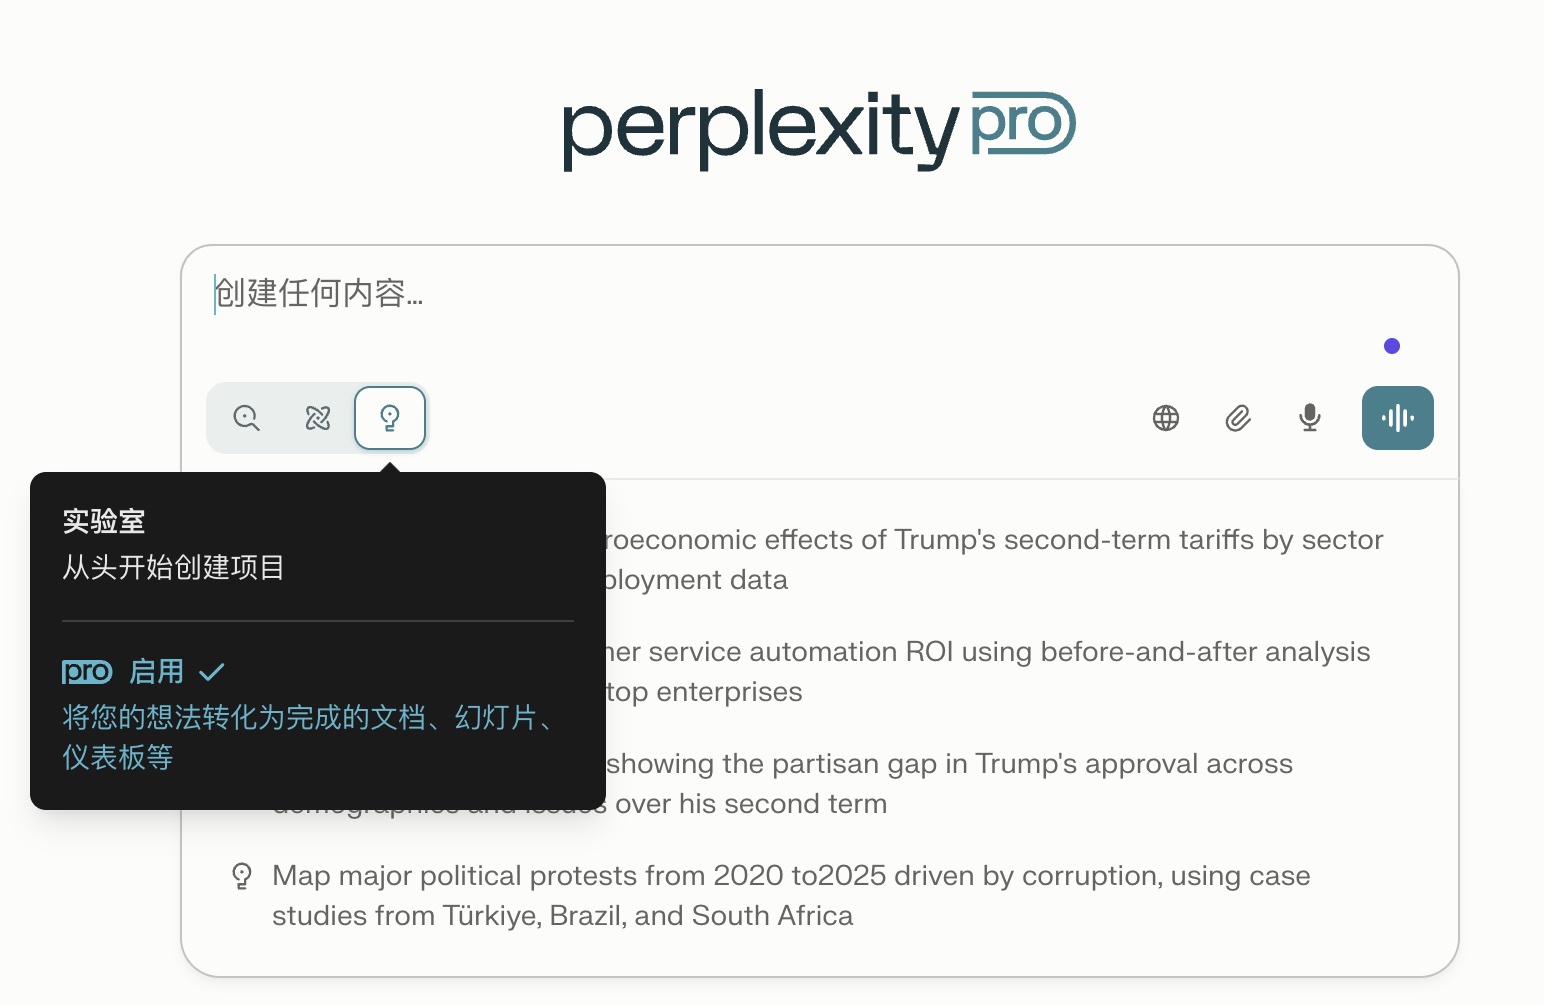 perplexity pro
创建任何内容...
实验室
从头开始创建项目
pro 启用
将您的想法转化为完成的文档、幻灯片、
仪表板等
effects of Trump's second-term tariffs by sector
data
service automation ROI using before-and-after analysis
top enterprises
showing the partisan gap in Trump's approval across
over his second term
Map major political protests from 2020 to2025 driven by corruption, using case
studies from Türkiye, Brazil, and South Africa